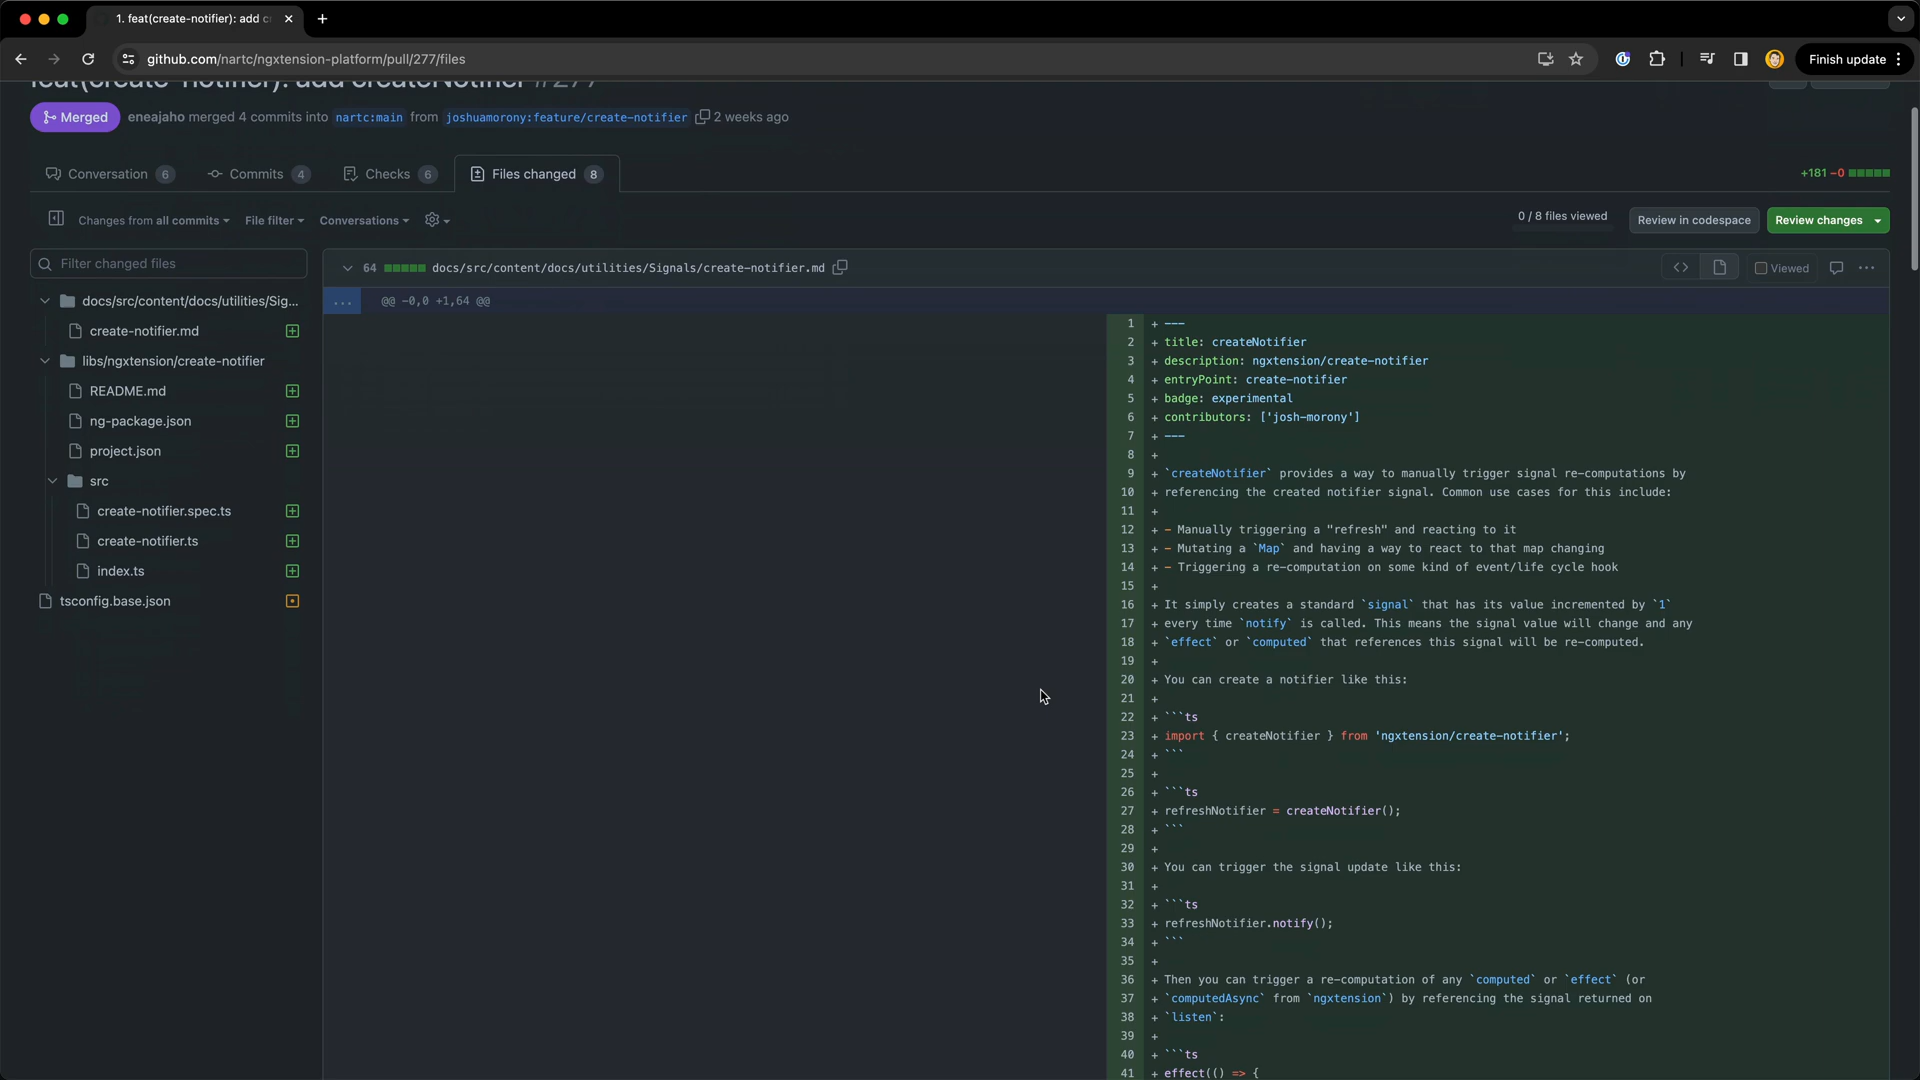 1. feat(create-notifier): add c
github.com/nartc/ngxtension-platform/pull/277/files
Finish update
feat(create-notifier): add createNotifier #277
Merged
eneajaho merged 4 commits into nartc:main from joshuamorony:feature/create-notifier 2 weeks ago
Conversation 6
Commits 4
Checks 6
Files changed 8
+181 −0
Changes from all commits
File filter
Conversations
0 / 8 files viewed
Review in codespace
Review changes
Filter changed files
docs/src/content/docs/utilities/Sig...
create-notifier.md
libs/ngxtension/create-notifier
README.md
ng-package.json
project.json
src
create-notifier.spec.ts
create-notifier.ts
index.ts
tsconfig.base.json
64 docs/src/content/docs/utilities/Signals/create-notifier.md
Viewed
...
@@ -0,0 +1,64 @@
1 + ---
2 + title: createNotifier
3 + description: ngxtension/create-notifier
4 + entryPoint: create-notifier
5 + badge: experimental
6 + contributors: ['josh-morony']
7 + ---
8 +
9 + `createNotifier` provides a way to manually trigger signal re-computations by
10 + referencing the created notifier signal. Common use cases for this include:
11 +
12 + - Manually triggering a "refresh" and reacting to it
13 + - Mutating a `Map` and having a way to react to that map changing
14 + - Triggering a re-computation on some kind of event/life cycle hook
15 +
16 + It simply creates a standard `signal` that has its value incremented by `1`
17 + every time `notify` is called. This means the signal value will change and any
18 + `effect` or `computed` that references this signal will be re-computed.
19 +
20 + You can create a notifier like this:
21 +
22 + ```ts
23 + import { createNotifier } from 'ngxtension/create-notifier';
24 + ```
25 +
26 + ```ts
27 + refreshNotifier = createNotifier();
28 + ```
29 +
30 + You can trigger the signal update like this:
31 +
32 + ```ts
33 + refreshNotifier.notify();
34 + ```
35 +
36 + Then you can trigger a re-computation of any `computed` or `effect` (or
37 + `computedAsync` from `ngxtension`) by referencing the signal returned on
38 + `listen`:
39 +
40 + ```ts
41 + effect(() => {